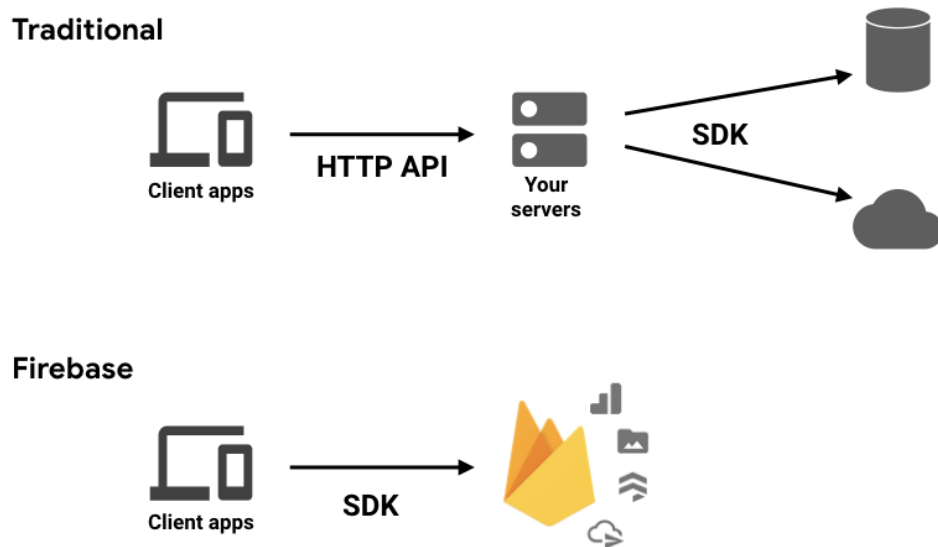 Traditional
HTTP API
SDK
Client apps
Your
servers
Firebase
SDK
Client apps